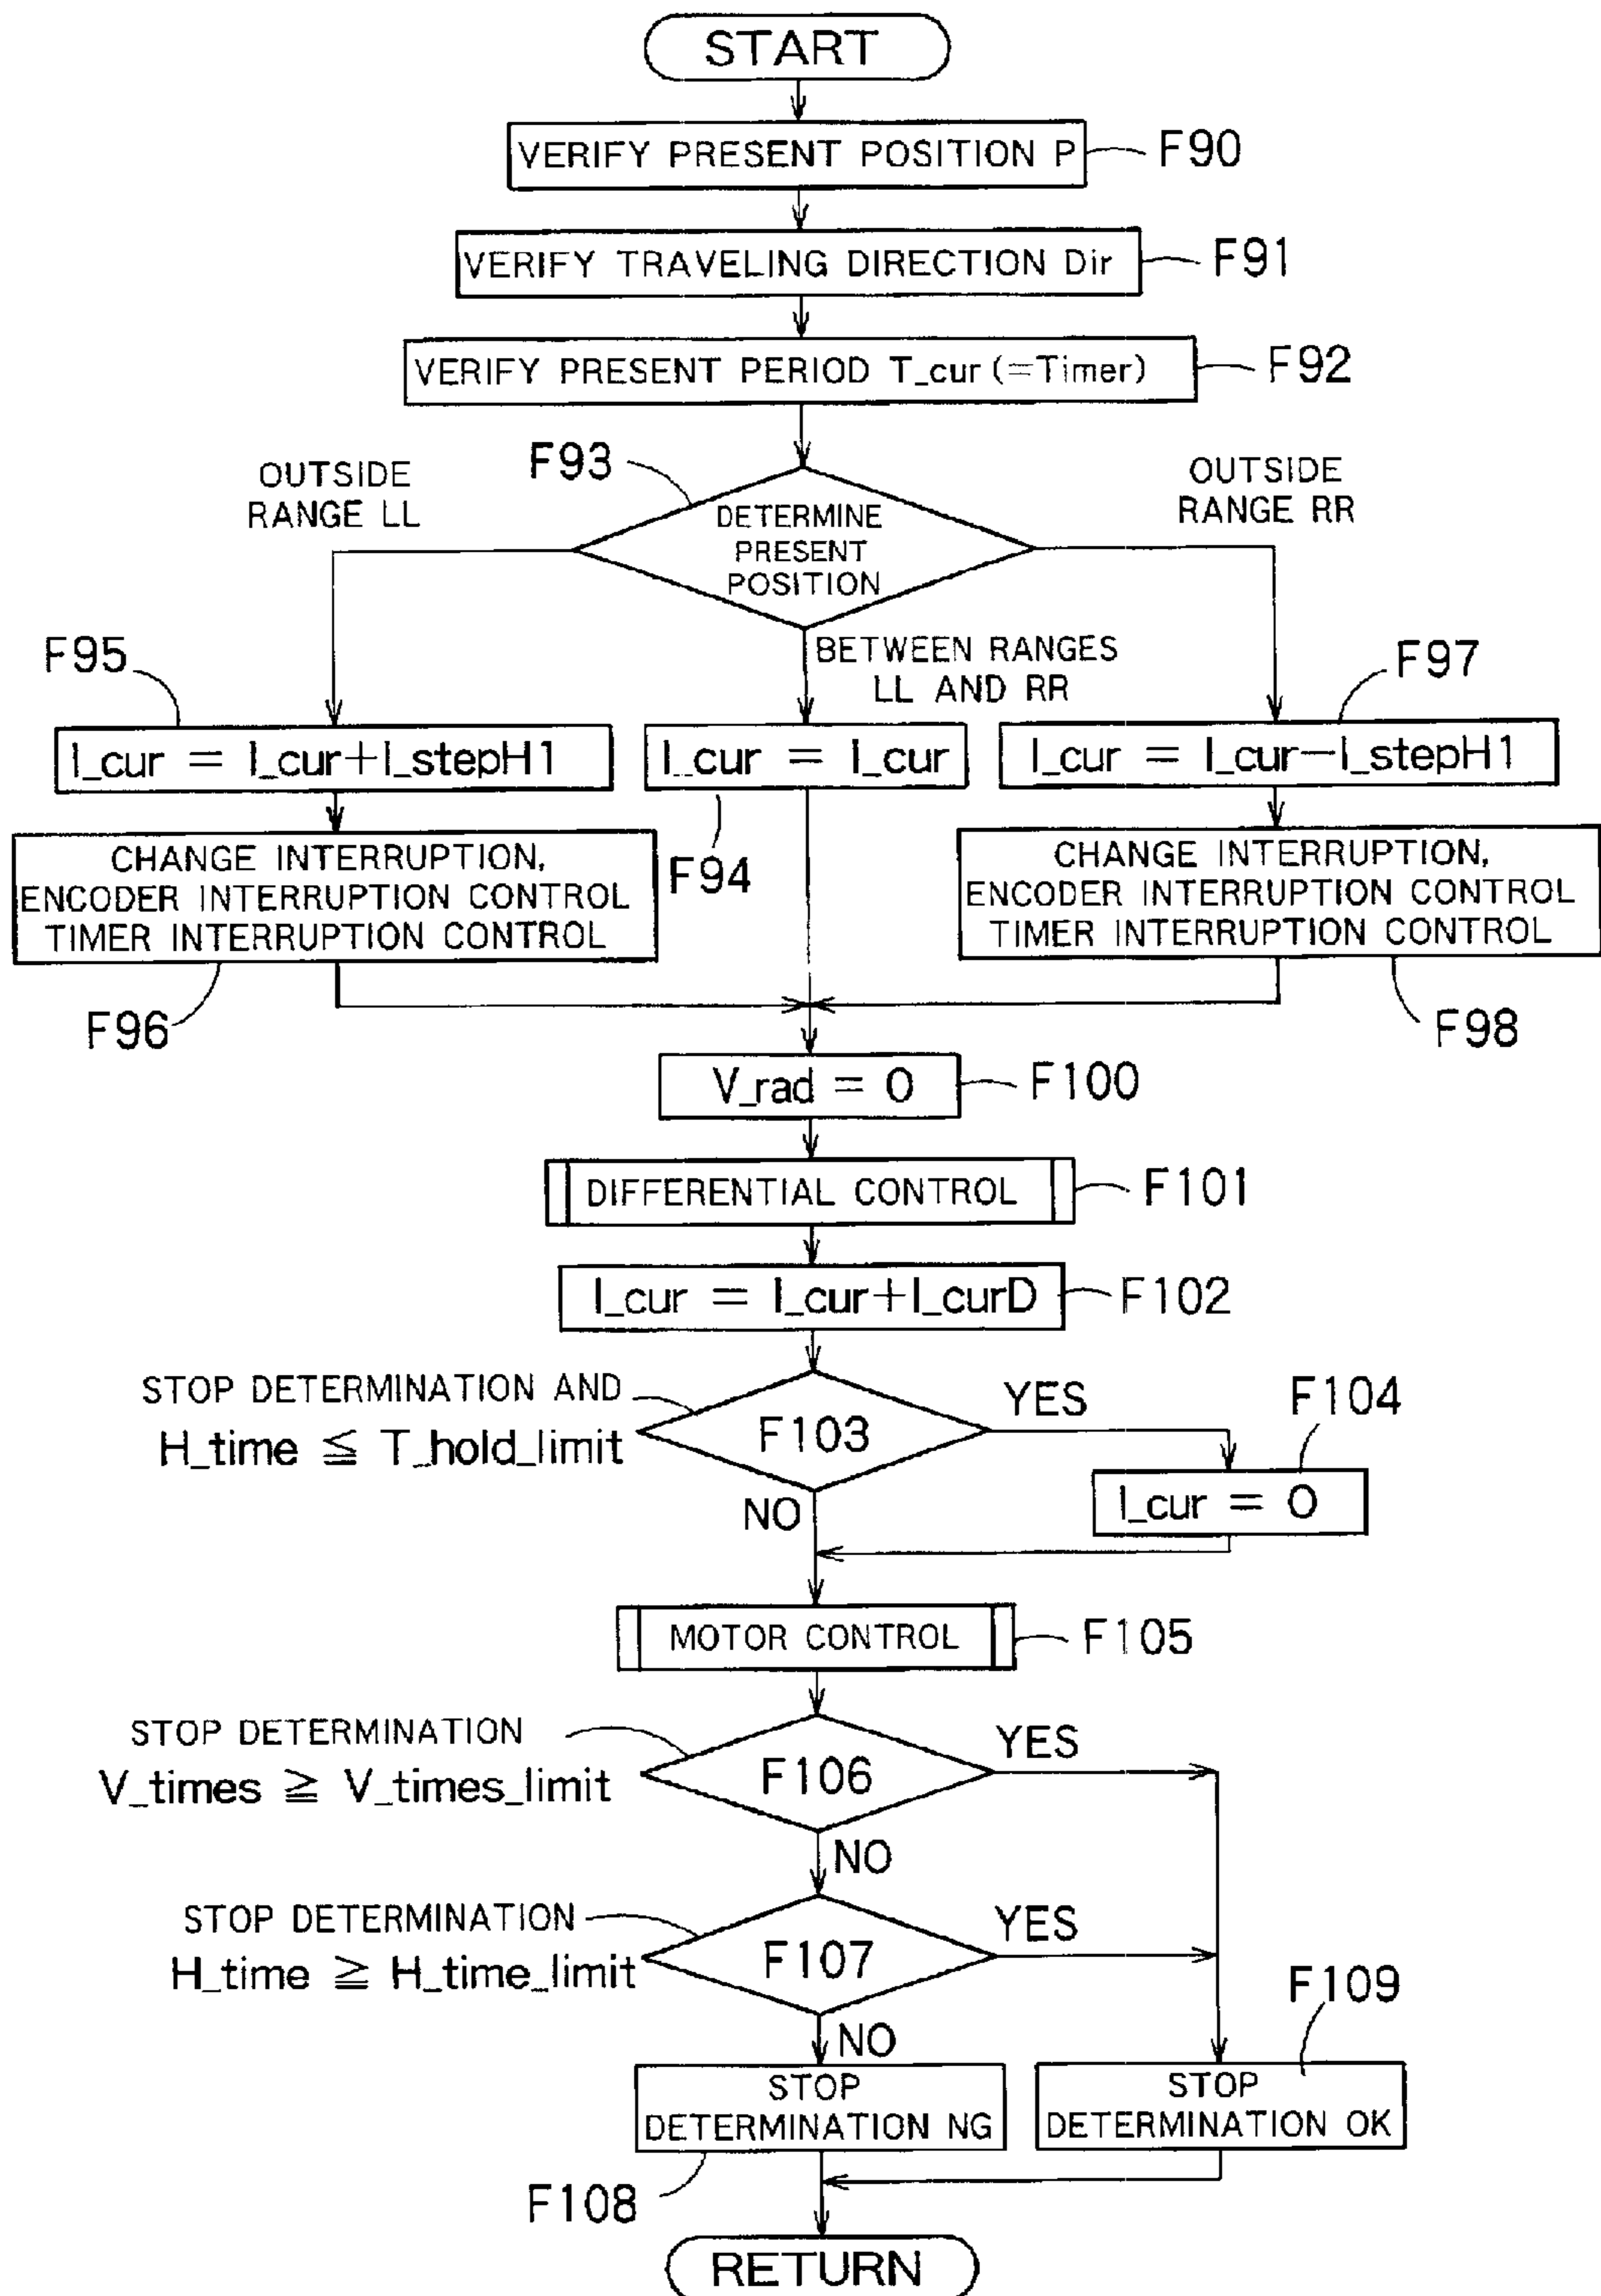 START
VERIFY PRESENT POSITION P
F90
VERIFY TRAVELING DIRECTION Dir
F91
VERIFY PRESENT PERIOD T_cur (=Timer)
F92
F93
OUTSIDE
RANGE LL
DETERMINE
PRESENT
POSITION
OUTSIDE
RANGE RR
BETWEEN RANGES
LL AND RR
F95
F97
I_cur = I_cur+I_stepH1
I_cur = I_cur
I_cur = I_cur-I_stepH1
F94
CHANGE INTERRUPTION,
ENCODER INTERRUPTION CONTROL
TIMER INTERRUPTION CONTROL
CHANGE INTERRUPTION,
ENCODER INTERRUPTION CONTROL
TIMER INTERRUPTION CONTROL
F96
F98
V_rad = 0
F100
DIFFERENTIAL CONTROL
F101
I_cur = I_cur+I_curD
F102
STOP DETERMINATION AND
H_time ≦ T_hold_limit
F103
YES
F104
NO
I_cur = 0
MOTOR CONTROL
F105
STOP DETERMINATION
V_times ≧ V_times_limit
F106
YES
NO
STOP DETERMINATION
H_time ≧ H_time_limit
F107
YES
NO
F109
STOP
DETERMINATION NG
STOP
DETERMINATION OK
F108
RETURN